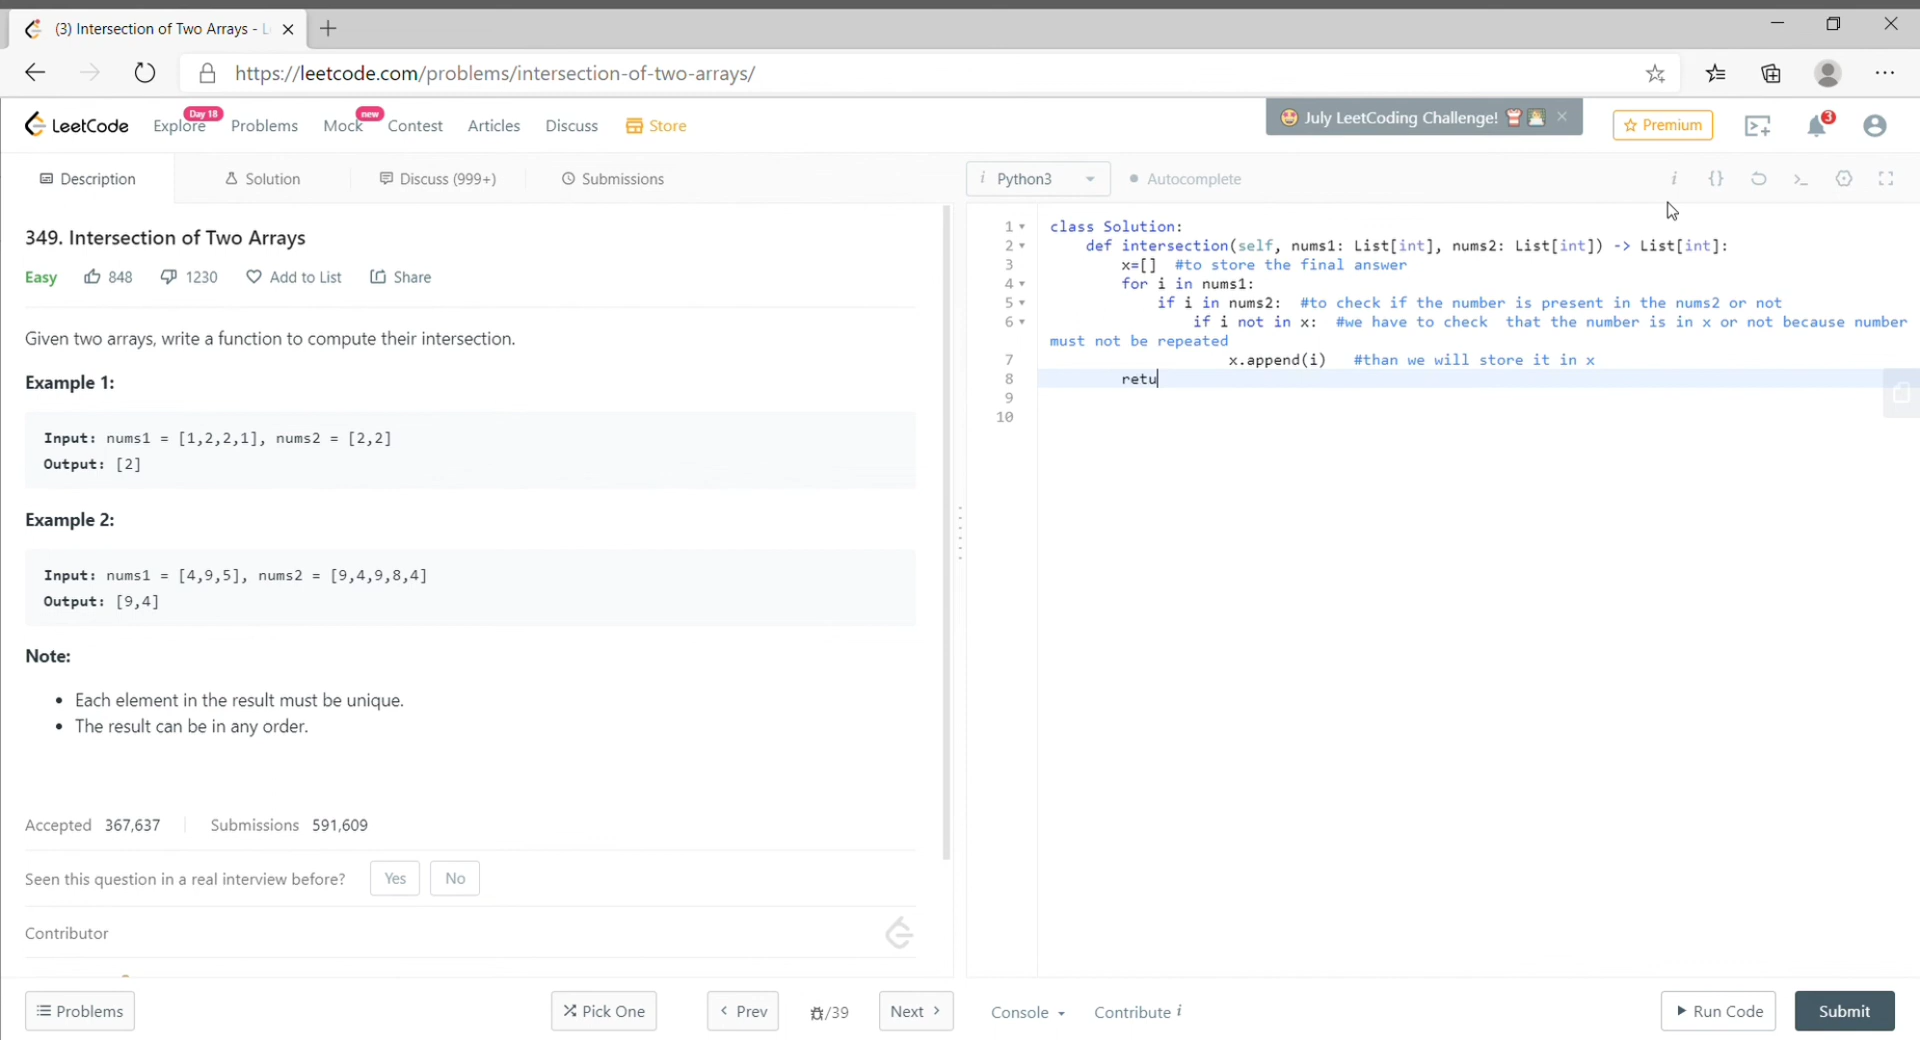 (3) Intersection of Two Arrays - L
https://leetcode.com/problems/intersection-of-two-arrays/
LeetCode
Explore
Day 18
Problems
Mock
new
Contest
Articles
Discuss
Store
July LeetCoding Challenge!
Premium
3
Description
Solution
Discuss (999+)
Submissions
i Python3
Autocomplete
i {}
349. Intersection of Two Arrays
Easy 848 1230 Add to List Share
Given two arrays, write a function to compute their intersection.
Example 1:
Input: nums1 = [1,2,2,1], nums2 = [2,2]
Output: [2]
Example 2:
Input: nums1 = [4,9,5], nums2 = [9,4,9,8,4]
Output: [9,4]
Note:
• Each element in the result must be unique.
• The result can be in any order.
Accepted 367,637 Submissions 591,609
Seen this question in a real interview before? Yes No
Contributor
1 class Solution:
2 def intersection(self, nums1: List[int], nums2: List[int]) -> List[int]:
3 x=[] #to store the final answer
4 for i in nums1:
5 if i in nums2: #to check if the number is present in the nums2 or not
6 if i not in x: #we have to check that the number is in x or not because number
must not be repeated
7 x.append(i) #than we will store it in x
8 retu
9
10
Problems
Pick One
Prev
/39
Next
Console
Contribute i
Run Code
Submit